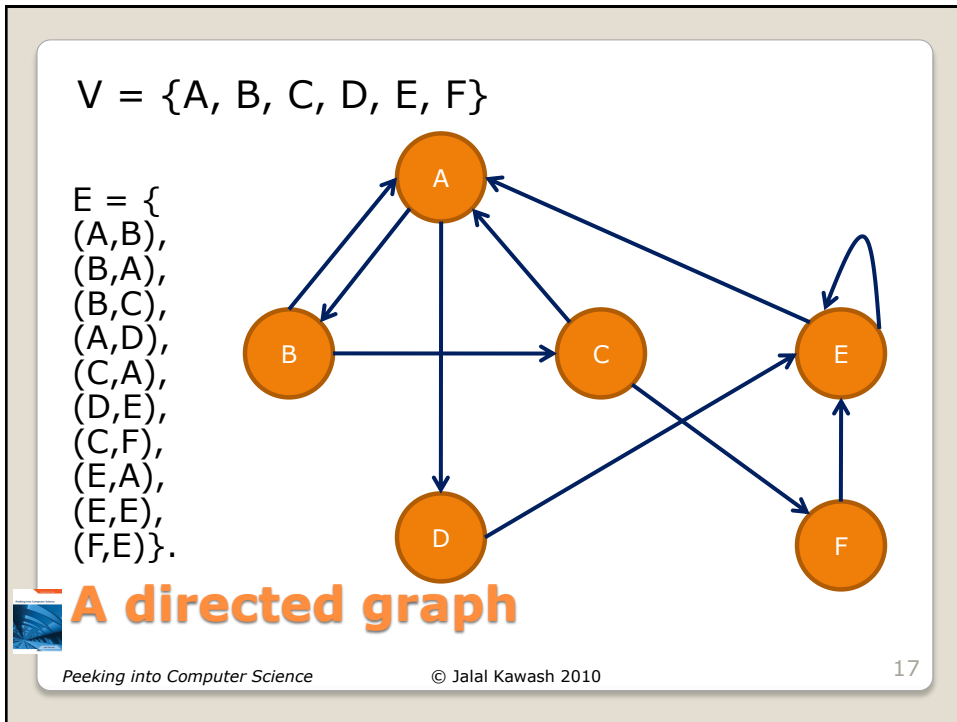 V = {A, B, C, D, E, F}
E = {
(A,B),
(B,A),
(B,C),
(A,D),
(C,A),
(D,E),
(C,F),
(E,A),
(E,E),
(F,E)}.
A
B
C
E
D
F
A directed graph
Peeking into Computer Science
© Jalal Kawash 2010
17